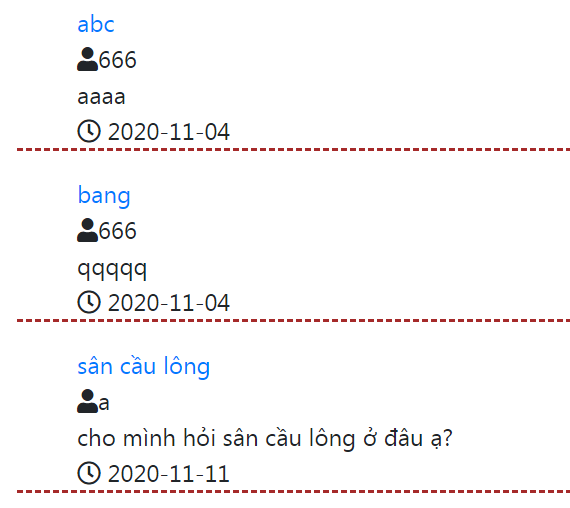 abc
666
aaaa
2020-11-04
bang
666
qqqqq
2020-11-04
sân cầu lông
a
cho mình hỏi sân cầu lông ở đâu ạ?
2020-11-11